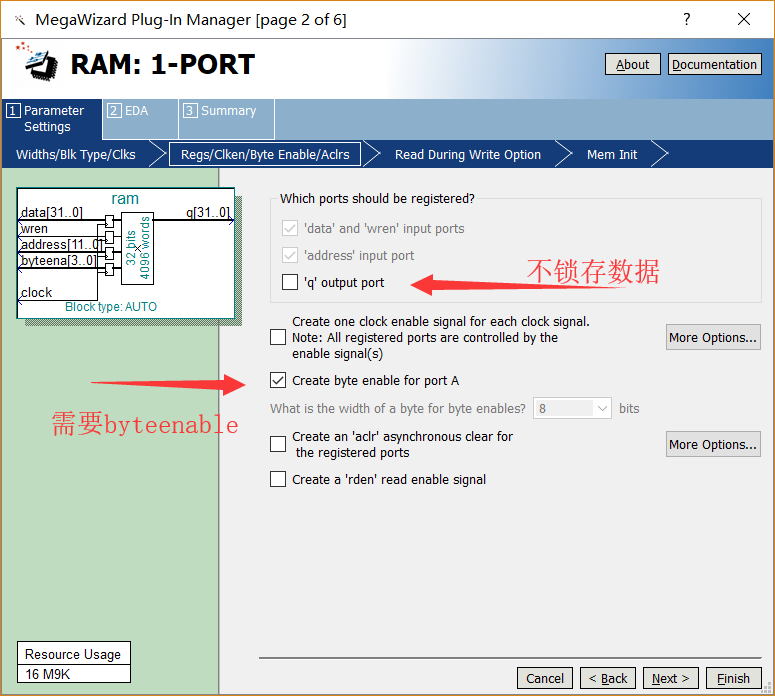 MegaWizard Plug-In Manager [page 2 of 6]
RAM: 1-PORT
About
Documentation
1 Parameter Settings
2 EDA
3 Summary
Widths/Blk Type/Clks
Regs/Clken/Byte Enable/Aclrs
Read During Write Option
Mem Init
ram
data[31..0]
q[31..0]
wren
address[11..0]
byteena[3..0]
clock
32 bits
4096 words
Block type: AUTO
Which ports should be registered?
'data' and 'wren' input ports
'address' input port
'q' output port
不锁存数据
Create one clock enable signal for each clock signal.
Note: All registered ports are controlled by the
enable signal(s)
More Options...
Create byte enable for port A
需要byteenable
What is the width of a byte for byte enables?
8
bits
Create an 'aclr' asynchronous clear for
the registered ports
More Options...
Create a 'rden' read enable signal
Resource Usage
16 M9K
Cancel
< Back
Next >
Finish